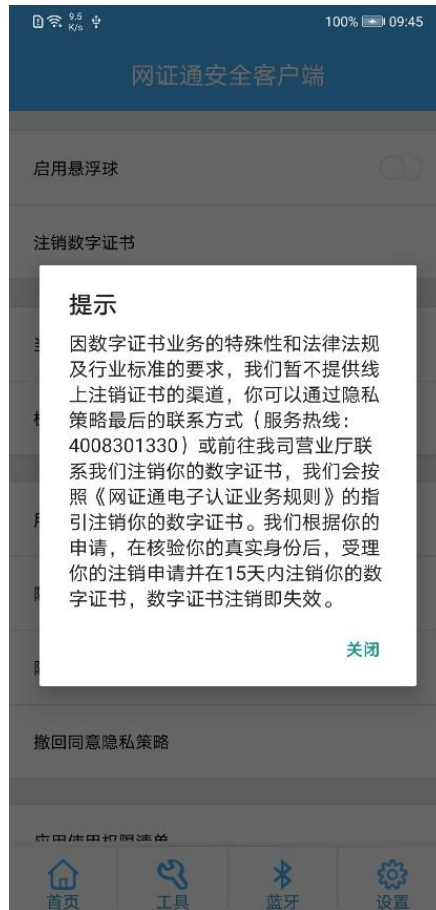 9.5
K/s
100%
09:45
网证通安全客户端
启用悬浮球
注销数字证书
提示
因数字证书业务的特殊性和法律法规
及行业标准的要求，我们暂不提供线
上注销证书的渠道，你可以通过隐私
策略最后的联系方式（服务热线：
4008301330）或前往我司营业厅联
系我们注销你的数字证书，我们会按
照《网证通电子认证业务规则》的指
引注销你的数字证书。我们根据你的
申请，在核验你的真实身份后，受理
你的注销申请并在15天内注销你的数
字证书，数字证书注销即失效。
关闭
撤回同意隐私策略
应用使用权限清单
首页
工具
蓝牙
设置